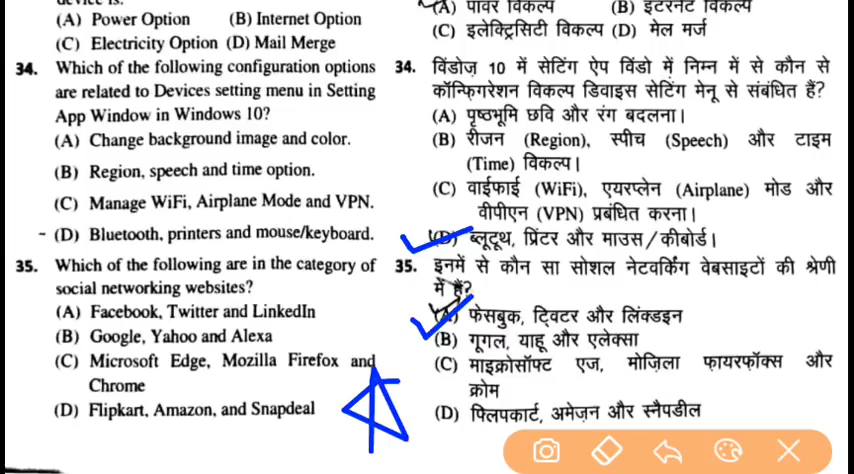 (A) Power Option (B) Internet Option
(C) Electricity Option (D) Mail Merge
34. Which of the following configuration options
are related to Devices setting menu in Setting
App Window in Windows 10?
(A) Change background image and color.
(B) Region, speech and time option.
(C) Manage WiFi, Airplane Mode and VPN.
(D) Bluetooth, printers and mouse/keyboard.
35. Which of the following are in the category of
social networking websites?
(A) Facebook, Twitter and LinkedIn
(B) Google, Yahoo and Alexa
(C) Microsoft Edge, Mozilla Firefox and
Chrome
(D) Flipkart, Amazon, and Snapdeal
(A) पावर विकल्प (B) इंटरनेट विकल्प
(C) इलेक्ट्रिसिटी विकल्प (D) मेल मर्ज
34. विंडोज़ 10 में सेटिंग ऐप विंडो में निम्न में से कौन से
कॉन्फ़िगरेशन विकल्प डिवाइस सेटिंग मेनू से संबंधित हैं?
(A) पृष्ठभूमि छवि और रंग बदलना।
(B) रीजन (Region), स्पीच (Speech) और टाइम
(Time) विकल्प।
(C) वाईफाई (WiFi), एयरप्लेन (Airplane) मोड और
वीपीएन (VPN) प्रबंधित करना।
(D) ब्लूटूथ, प्रिंटर और माउस/कीबोर्ड।
35. इनमें से कौन सा सोशल नेटवर्किंग वेबसाइटों की श्रेणी
में हैं?
(A) फेसबुक, ट्विटर और लिंक्डइन
(B) गूगल, याहू और एलेक्सा
(C) माइक्रोसॉफ्ट एज, मोज़िला फ़ायरफ़ॉक्स और
क्रोम
(D) फ्लिपकार्ट, अमेज़न और स्नैपडील